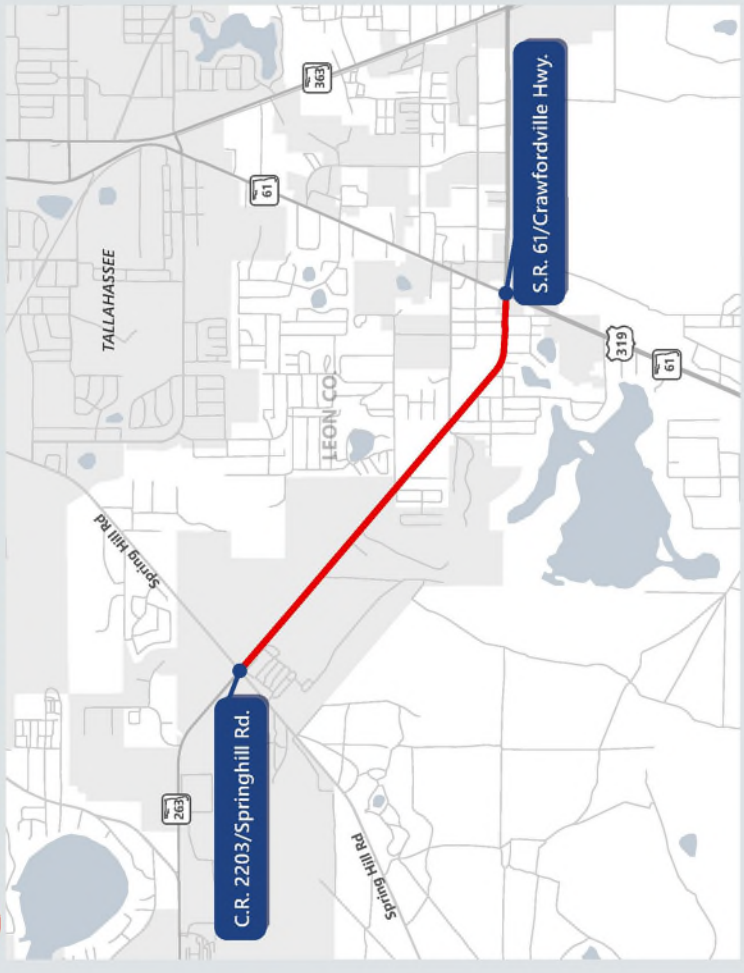 363
61
S.R. 61/Crawfordville Hwy.
TALLAHASSEE
319
61
LEON CO.
Spring Hill Rd
C.R. 2203/Springhill Rd.
263
Spring Hill Rd